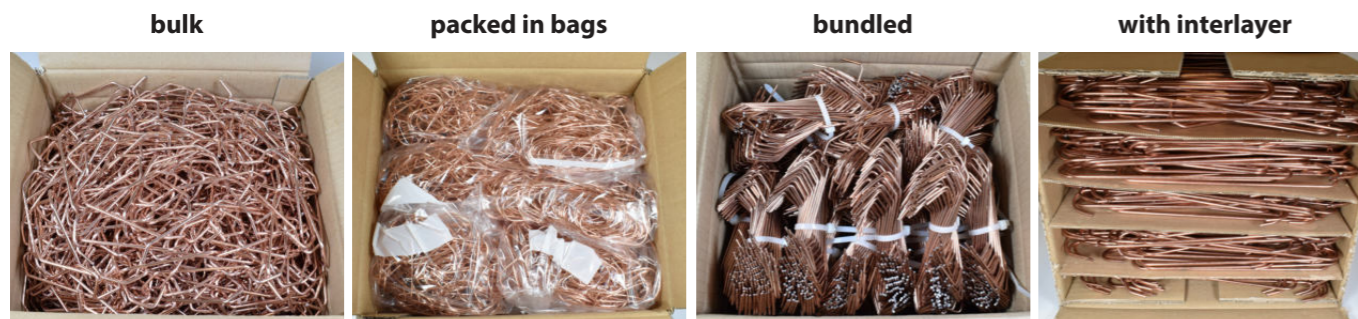 bulk
packed in bags
bundled
with interlayer